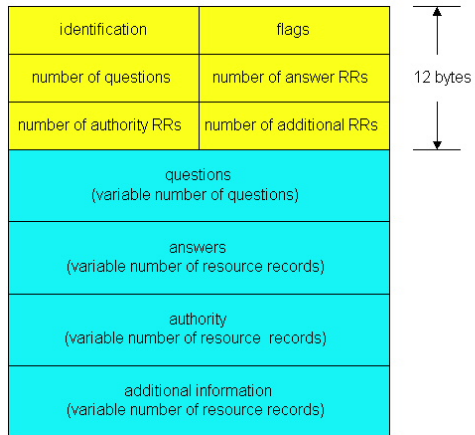 identification flags
number of questions number of answer RRs 12 bytes
number of authority RRs number of additional RRs
questions
(variable number of questions)
answers
(variable number of resource records)
authority
(variable number of resource records)
additional information
(variable number of resource records)